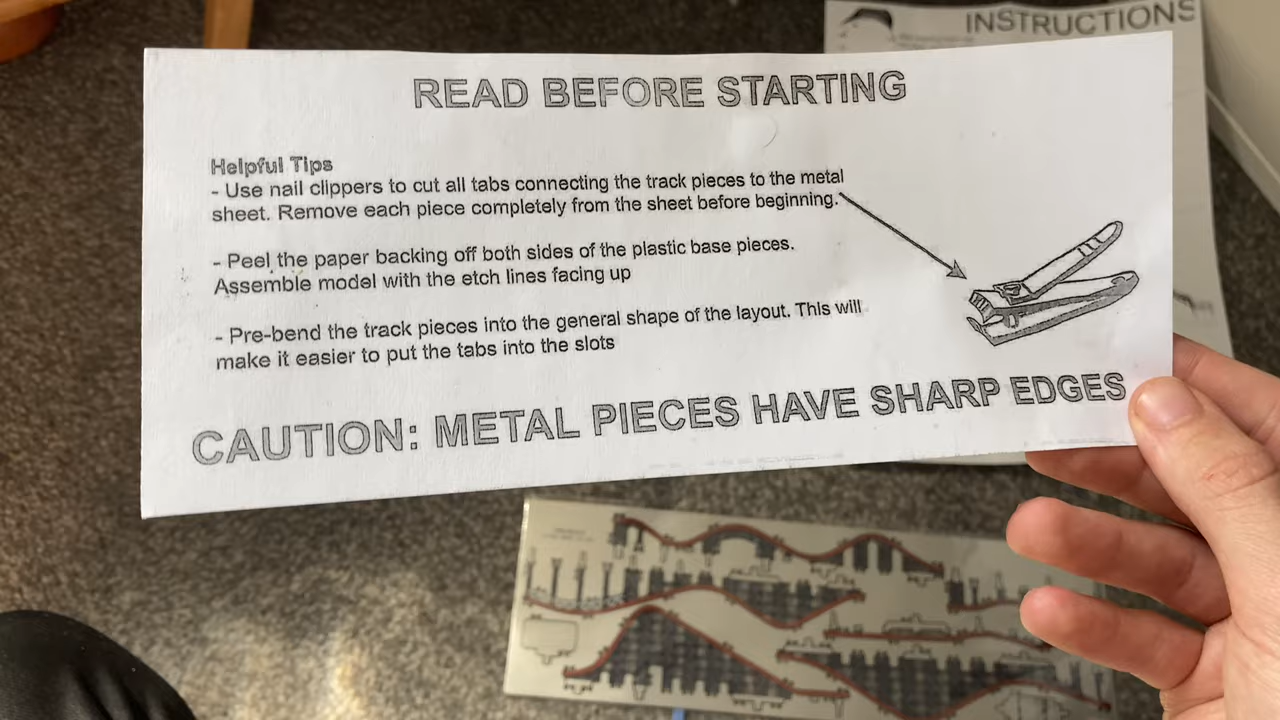 INSTRUCTIONS
READ BEFORE STARTING
Helpful Tips
- Use nail clippers to cut all tabs connecting the track pieces to the metal
sheet. Remove each piece completely from the sheet before beginning.
- Peel the paper backing off both sides of the plastic base pieces.
Assemble model with the etch lines facing up
- Pre-bend the track pieces into the general shape of the layout. This will
make it easier to put the tabs into the slots
CAUTION: METAL PIECES HAVE SHARP EDGES